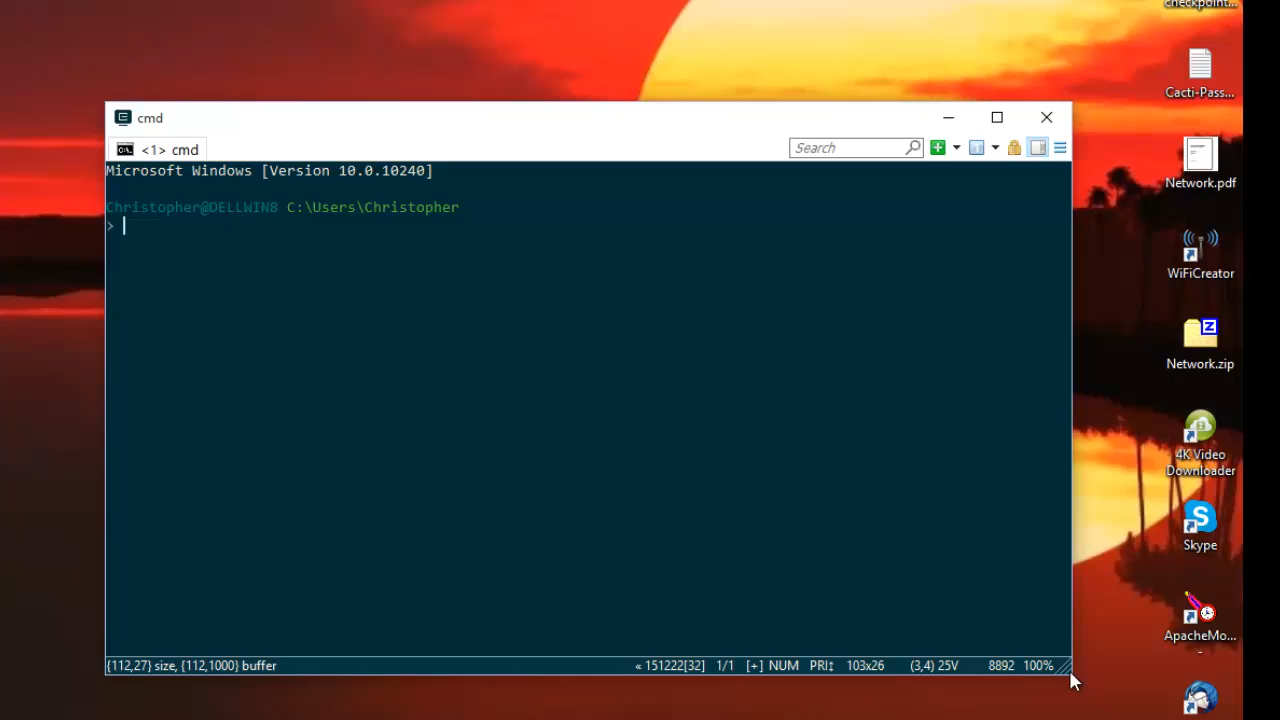 checkpoint...
Cacti-Pass...
Network.pdf
WiFiCreator
Network.zip
4K Video
Downloader
Skype
ApacheMo...
cmd
<1> cmd
Search
Microsoft Windows [Version 10.0.10240]
Christopher@DELLWIN8 C:\Users\Christopher
>
{112,27} size, {112,1000} buffer
« 151222[32] 1/1 [+] NUM PRI↕ 103x26 (3,4) 25V 8892 100%